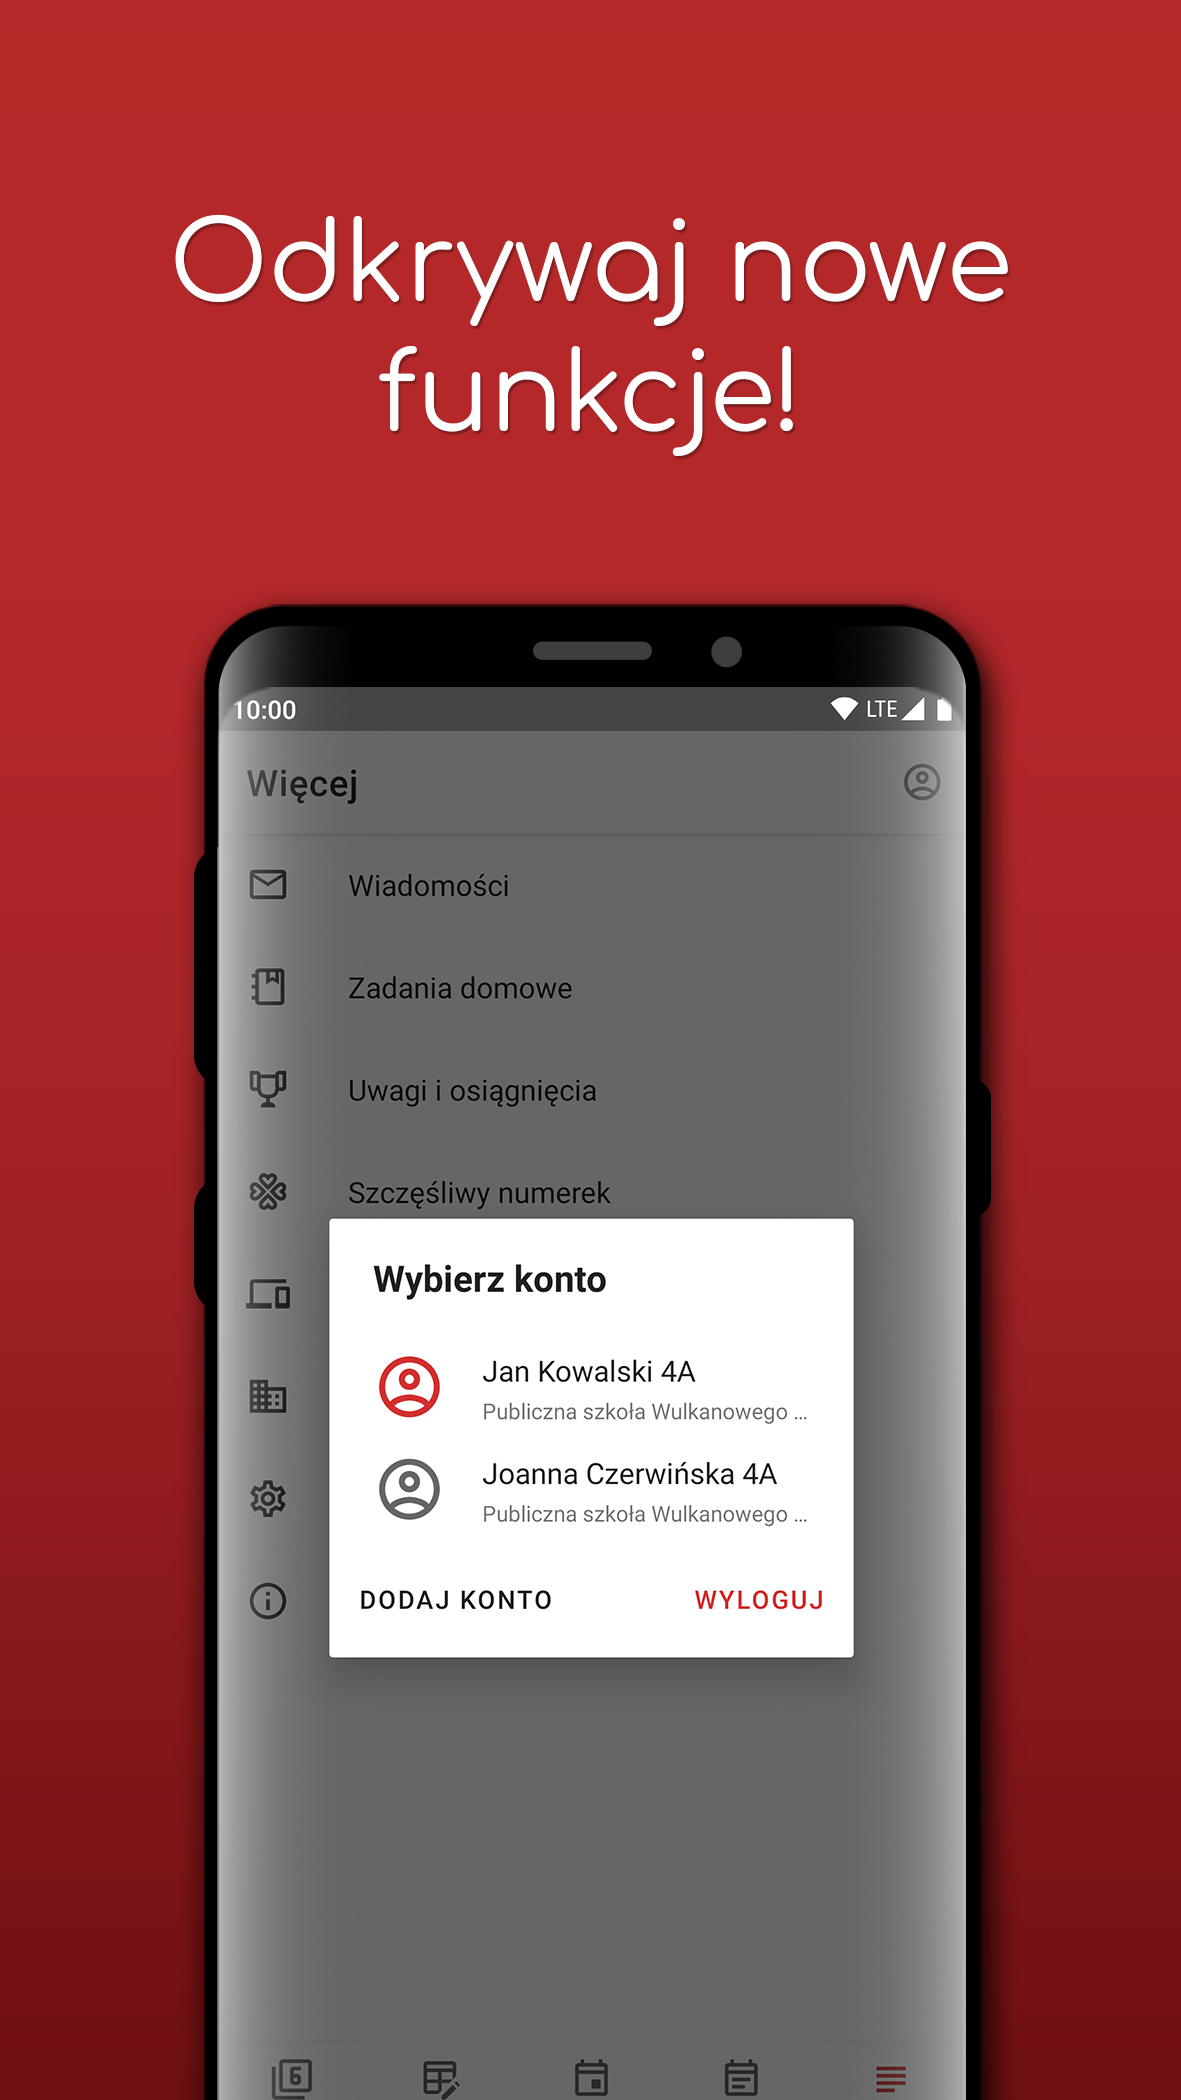 Odkrywaj nowe
funkcje!
10:00 LTE
Więcej
Wiadomości
Zadania domowe
Uwagi i osiągnięcia
Szczęśliwy numerek
Wybierz konto
Jan Kowalski 4A
Publiczna szkoła Wulkanowego ...
Joanna Czerwińska 4A
Publiczna szkoła Wulkanowego ...
DODAJ KONTO WYLOGUJ
6